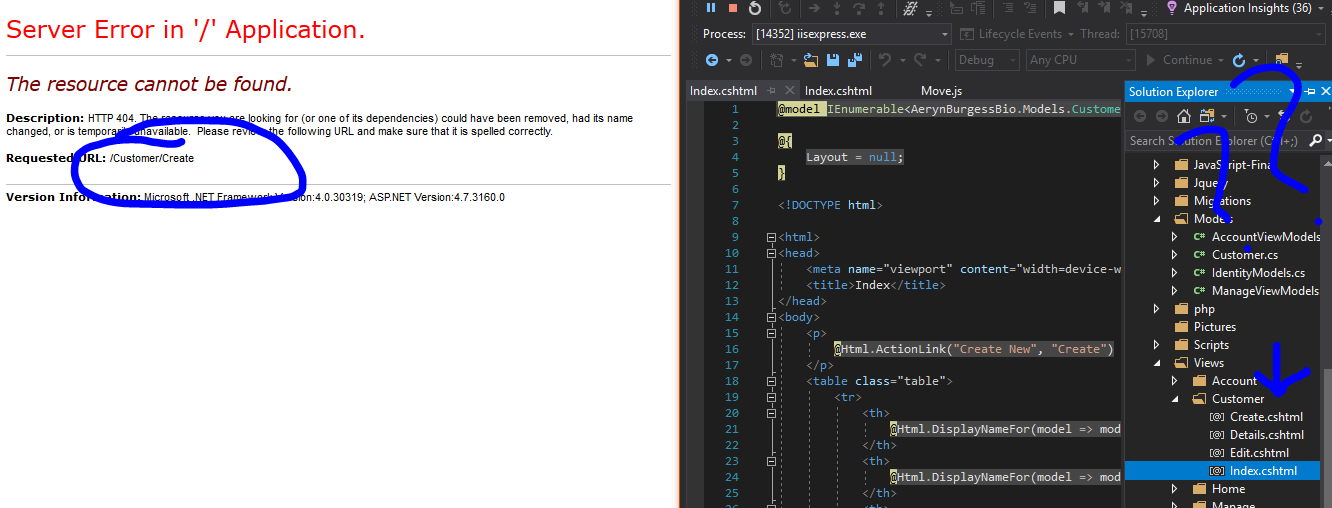 Server Error in '/' Application.
The resource cannot be found.
Description: HTTP 404. The resource you are looking for (or one of its dependencies) could have been removed, had its name
changed, or is temporarily unavailable. Please review the following URL and make sure that it is spelled correctly.
Requested URL: /Customer/Create
Version Information: Microsoft .NET Framework Version:4.0.30319; ASP.NET Version:4.7.3160.0
Application Insights (36)
Process: [14352] iisexpress.exe Lifecycle Events Thread: [15708]
Debug Any CPU Continue
Index.cshtml Index.cshtml Move.js
1 @model IEnumerable<AerynBurgessBio.Models.Custome
2
3 @{
4 Layout = null;
5 }
6
7 <!DOCTYPE html>
8
9 <html>
10 <head>
11 <meta name="viewport" content="width=device-w
12 <title>Index</title>
13 </head>
14 <body>
15 <p>
16 @Html.ActionLink("Create New", "Create")
17 </p>
18 <table class="table">
19 <tr>
20 <th>
21 @Html.DisplayNameFor(model => mod
22 </th>
23 <th>
24 @Html.DisplayNameFor(model => mod
25 </th>
26
Solution Explorer
Search Solution Explorer (Ctrl+;)
JavaScript-Final
Jquery
Migrations
Models
C# AccountViewModels
C# Customer.cs
C# IdentityModels.cs
C# ManageViewModels
php
Pictures
Scripts
Views
Account
Customer
[@] Create.cshtml
[@] Details.cshtml
[@] Edit.cshtml
[@] Index.cshtml
Home
Manage
? ?